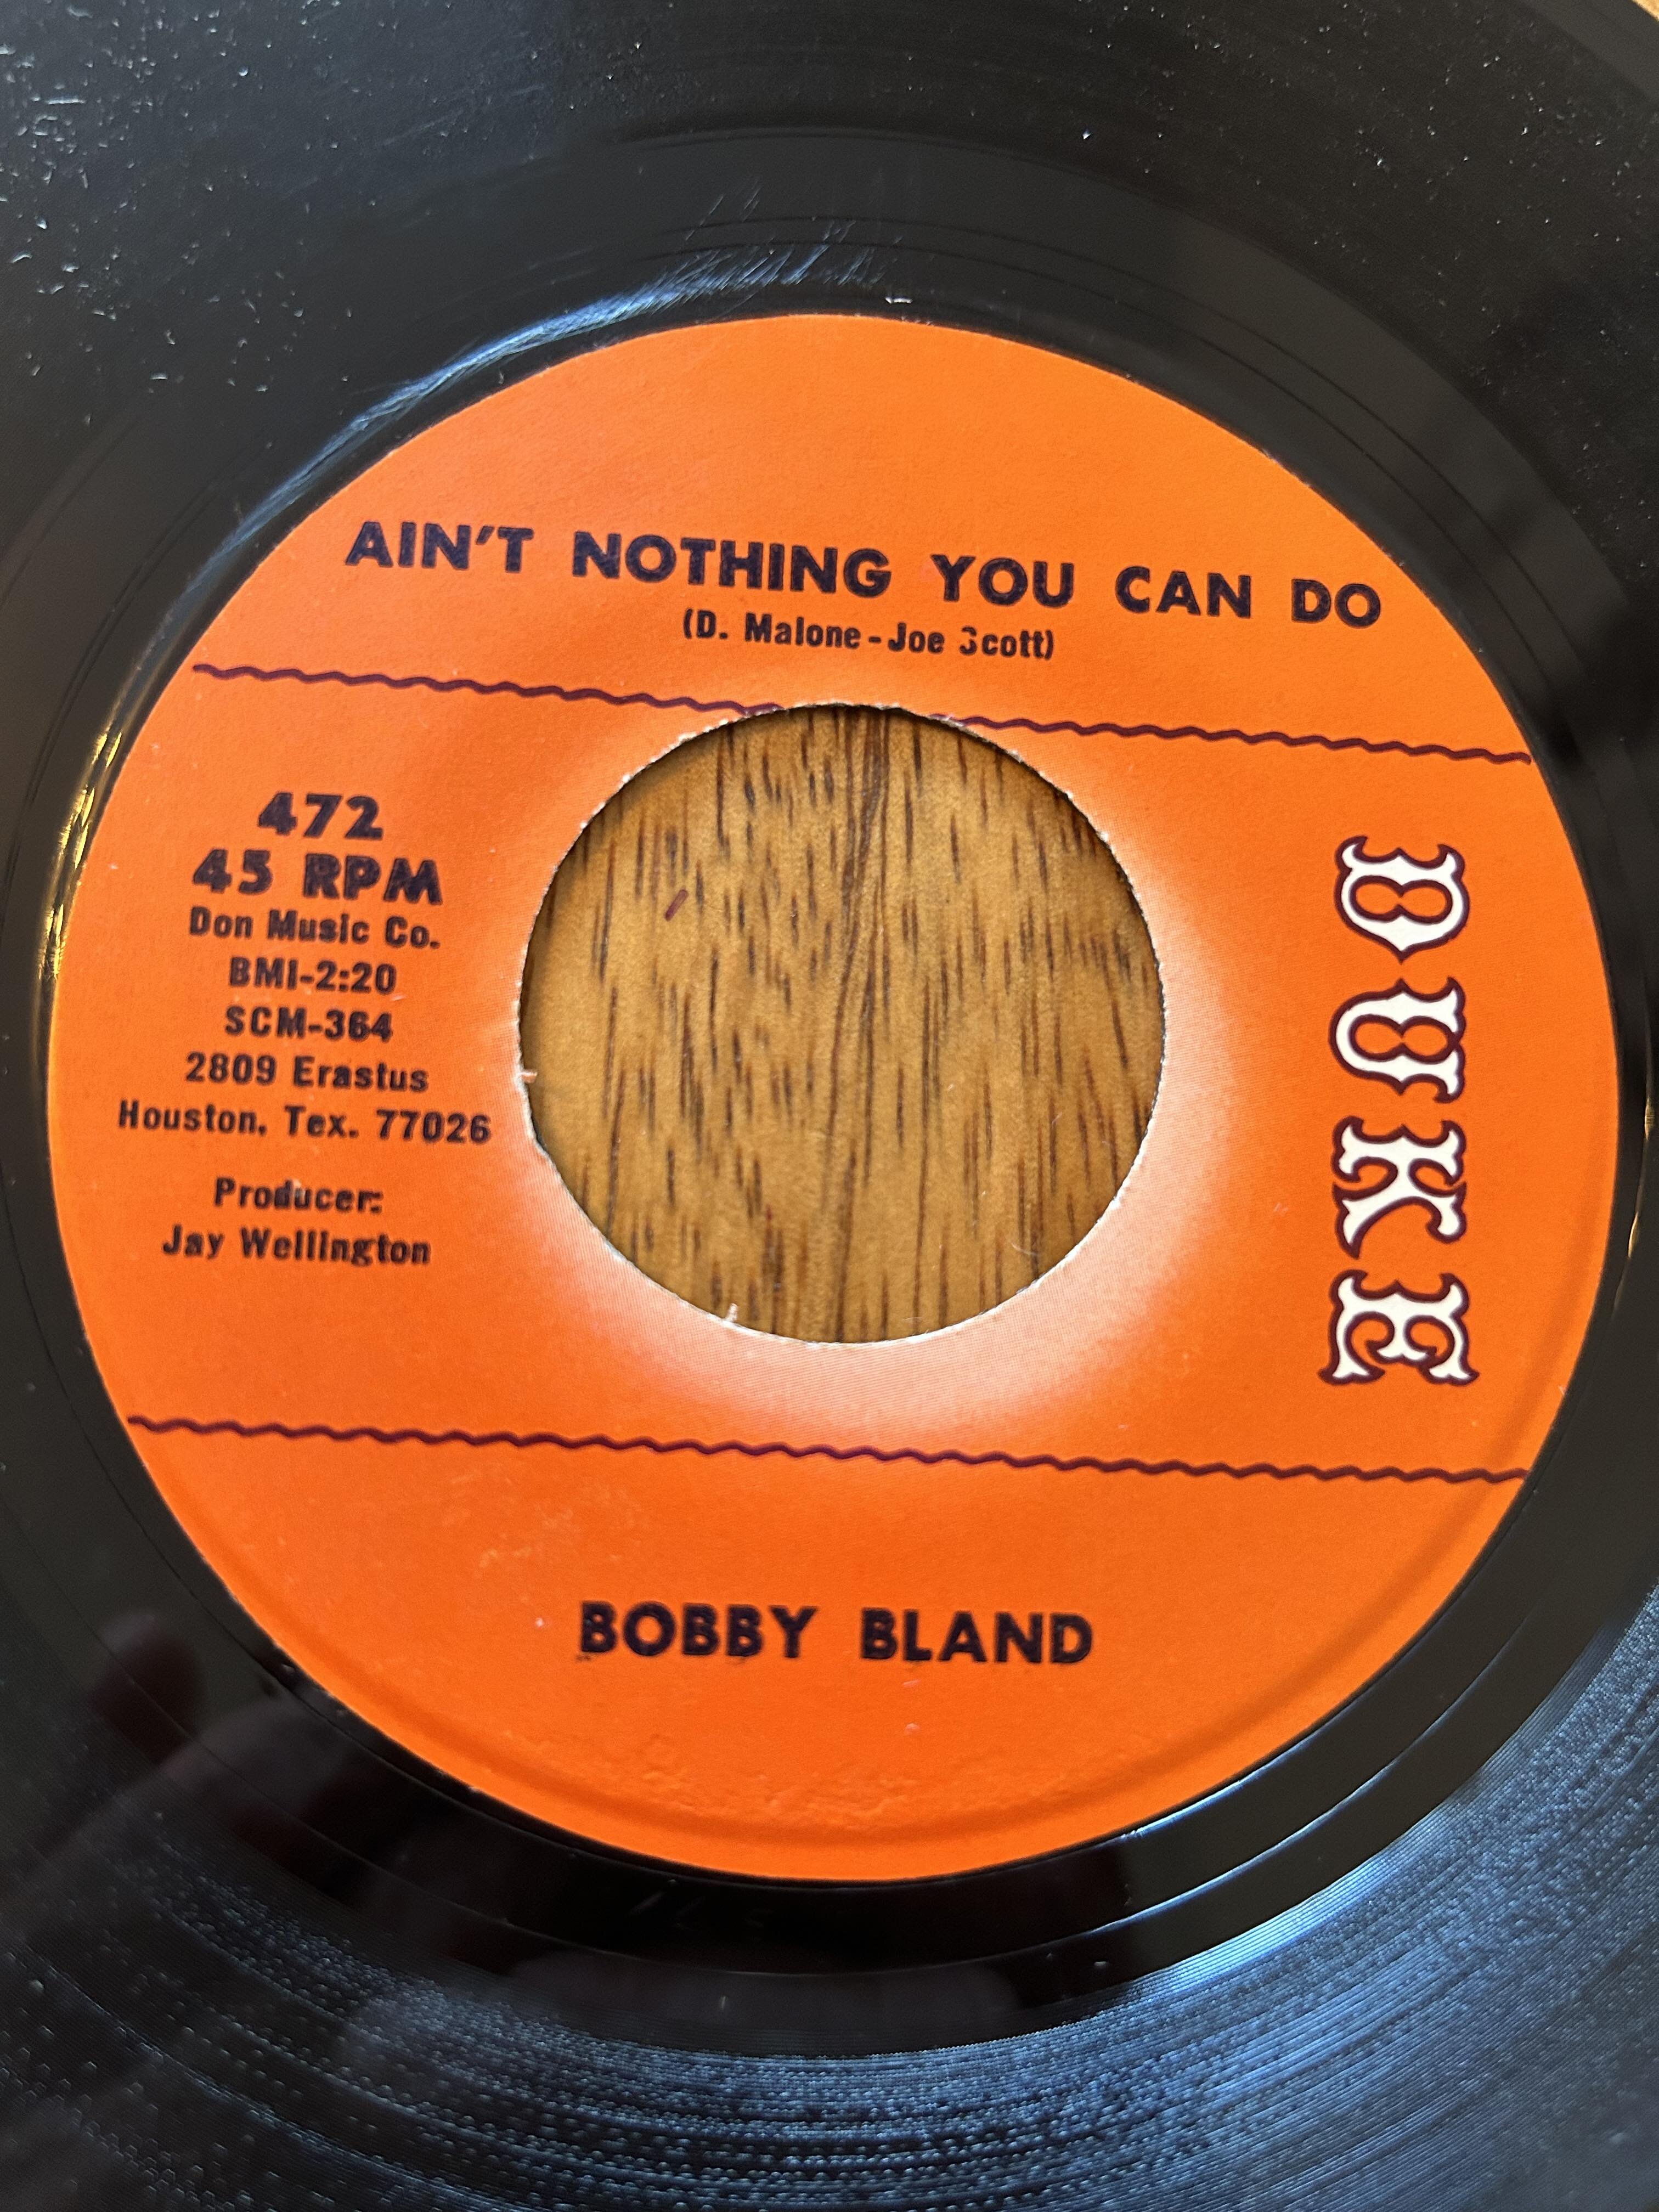 AIN'T NOTHING YOU CAN DO
(D. Malone-Joe Scott)
472
45 RPM
Don Music Co.
BMI-2:20
SCM-364
2809 Erastus
Houston, Tex. 77026
Producer:
Jay Wellington
DUKE
BOBBY BLAND